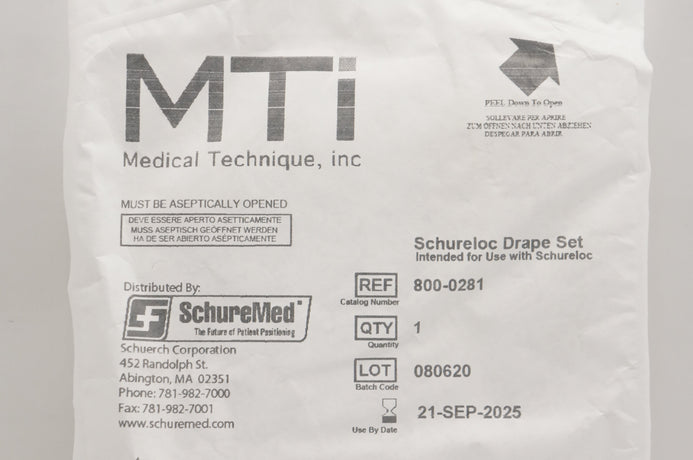 MTi
Medical Technique, inc
PEEL Down To Open
SOLLEVARE PER APRIRE
ZUM ÖFFNEN NACH UNTEN ABZIEHEN
DESPEGAR PARA ABRIR
MUST BE ASEPTICALLY OPENED
DEVE ESSERE APERTO ASETTICAMENTE
MUSS ASEPTISCH GEÖFFNET WERDEN
HA DE SER ABIERTO ASÉPTICAMENTE
Schureloc Drape Set
Intended for Use with Schureloc
Distributed By:
SchureMed
The Future of Patient Positioning
Schuerch Corporation
452 Randolph St.
Abington, MA 02351
Phone: 781-982-7000
Fax: 781-982-7001
www.schuremed.com
REF 800-0281
Catalog Number
QTY 1
Quantity
LOT 080620
Batch Code
21-SEP-2025
Use By Date